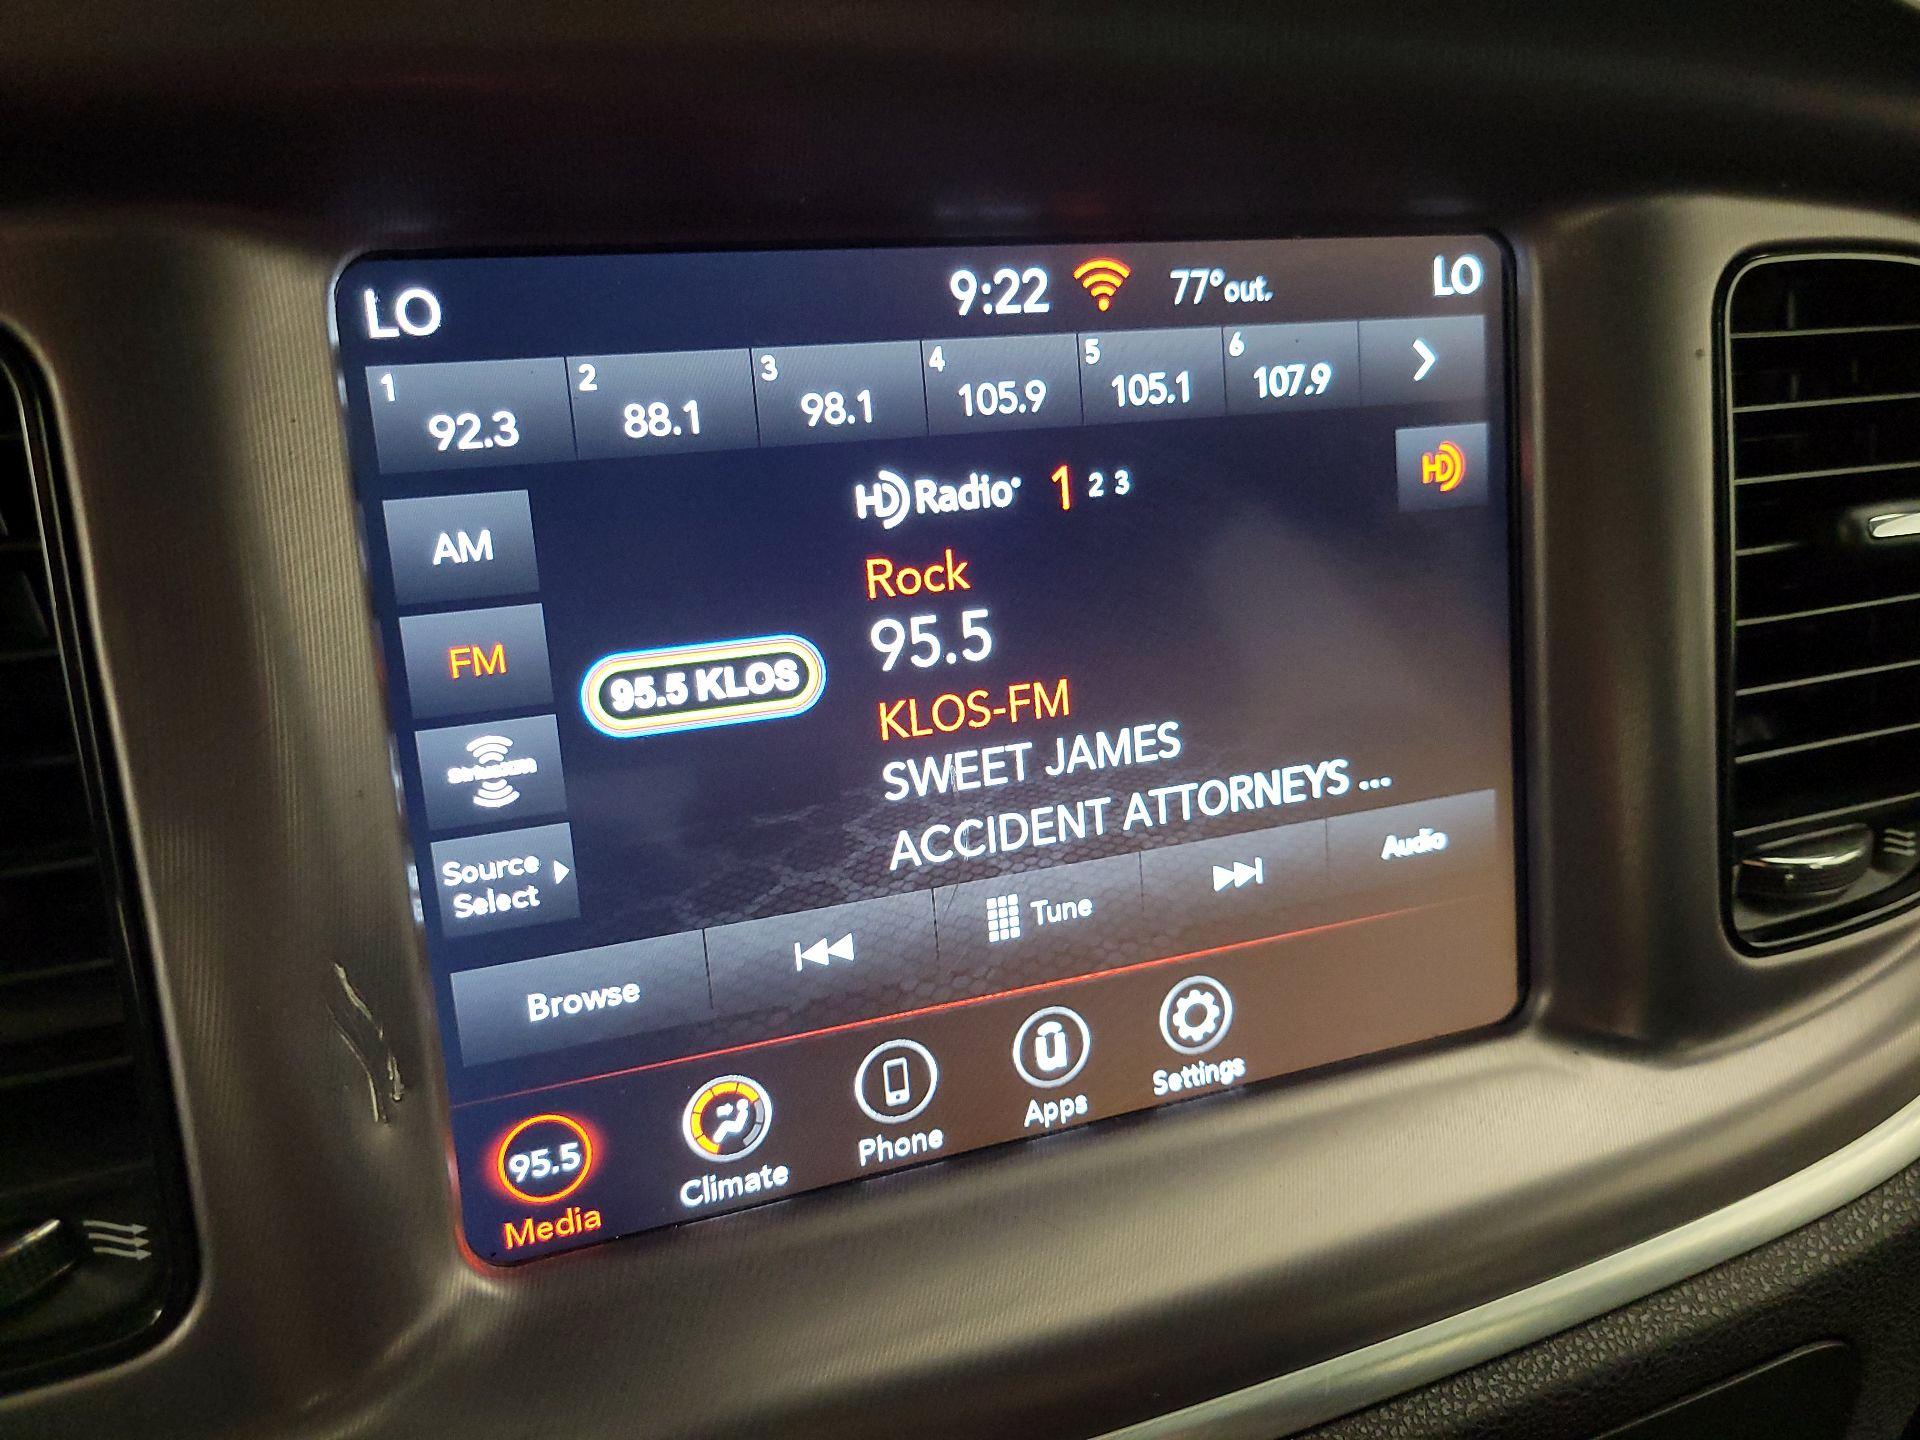 LO 9:22 77°out. LO
1 2 3 4 5 6
92.3 88.1 98.1 105.9 105.1 107.9
HD Radio 1 2 3 HD
AM
Rock
95.5
FM
95.5 KLOS
KLOS-FM
SWEET JAMES
ACCIDENT ATTORNEYS ...
SiriusXM
Source
Select
Browse Tune Audio
95.5
Media Climate Phone Apps Settings